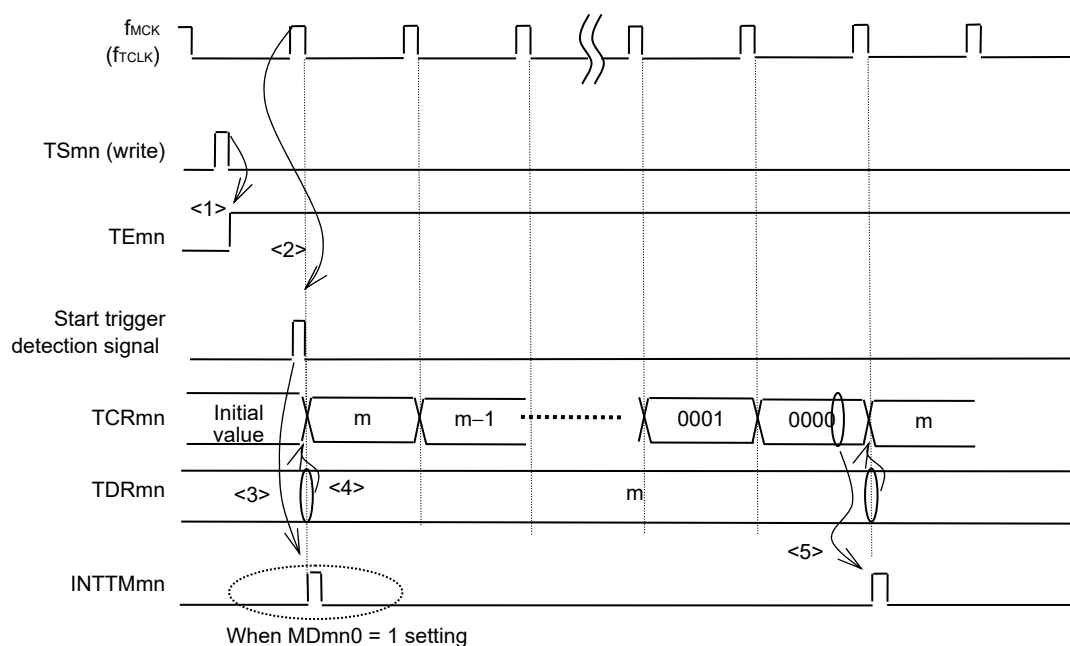 fMCK
(fTCLK)
TSmn (write)
<1>
TEmn
<2>
Start trigger
detection signal
TCRmn
Initial
value
m
m−1
0001
0000
m
TDRmn
<3>
<4>
m
<5>
INTTMmn
When MDmn0 = 1 setting